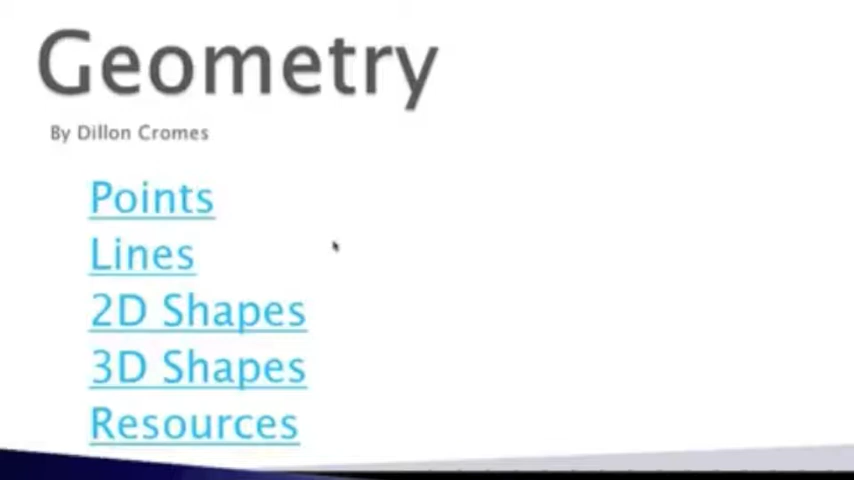 Geometry
By Dillon Cromes
Points
Lines
2D Shapes
3D Shapes
Resources